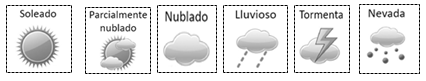 Soleado
Parcialmente
nublado
Nublado
Lluvioso
Tormenta
Nevada